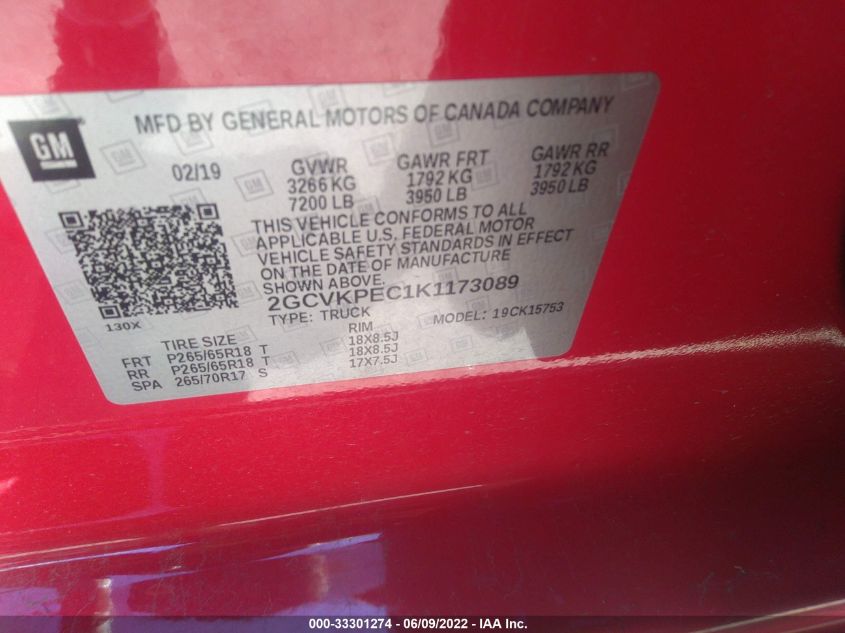 MFD BY GENERAL MOTORS OF CANADA COMPANY
GM
02/19 GVWR GAWR FRT GAWR RR
3266 KG 1792 KG 1792 KG
7200 LB 3950 LB 3950 LB
THIS VEHICLE CONFORMS TO ALL
APPLICABLE U.S. FEDERAL MOTOR
VEHICLE SAFETY STANDARDS IN EFFECT
ON THE DATE OF MANUFACTURE
SHOWN ABOVE.
2GCVKPEC1K1173089
TYPE: TRUCK MODEL: 19CK15753
130X
TIRE SIZE RIM
FRT P265/65R18 T 18X8.5J
RR P265/65R18 T 18X8.5J
SPA 265/70R17 S 17X7.5J
000-33301274 - 06/09/2022 - IAA Inc.